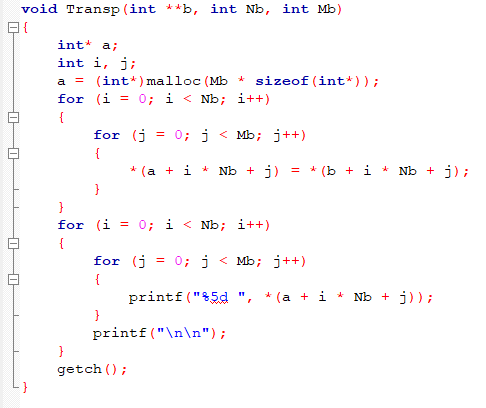 void Transp(int **b, int Nb, int Mb)
{
    int* a;
    int i, j;
    a = (int*)malloc(Mb * sizeof(int*));
    for (i = 0; i < Nb; i++)
    {
        for (j = 0; j < Mb; j++)
        {
            *(a + i * Nb + j) = *(b + i * Nb + j);
        }
    }
    for (i = 0; i < Nb; i++)
    {
        for (j = 0; j < Mb; j++)
        {
            printf("%5d ", *(a + i * Nb + j));
        }
        printf("\n\n");
    }
    getch();
}